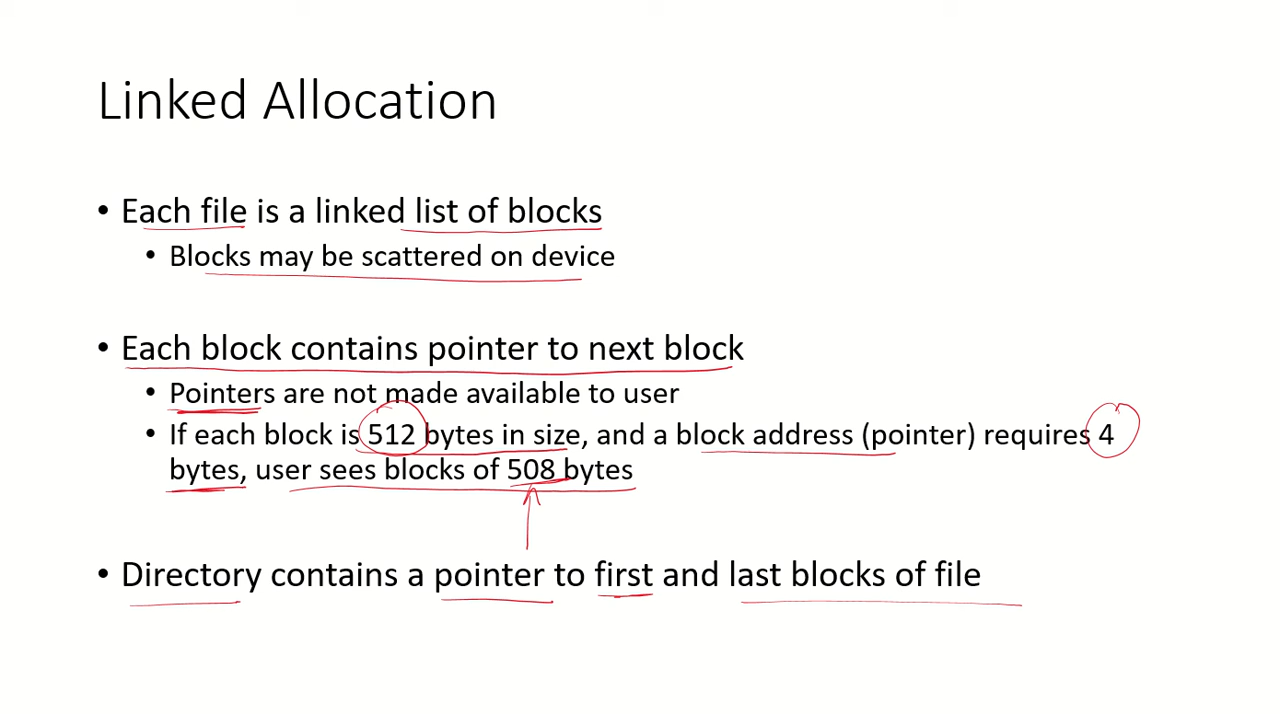 Linked Allocation
• Each file is a linked list of blocks
• Blocks may be scattered on device
• Each block contains pointer to next block
• Pointers are not made available to user
• If each block is 512 bytes in size, and a block address (pointer) requires 4
bytes, user sees blocks of 508 bytes
• Directory contains a pointer to first and last blocks of file